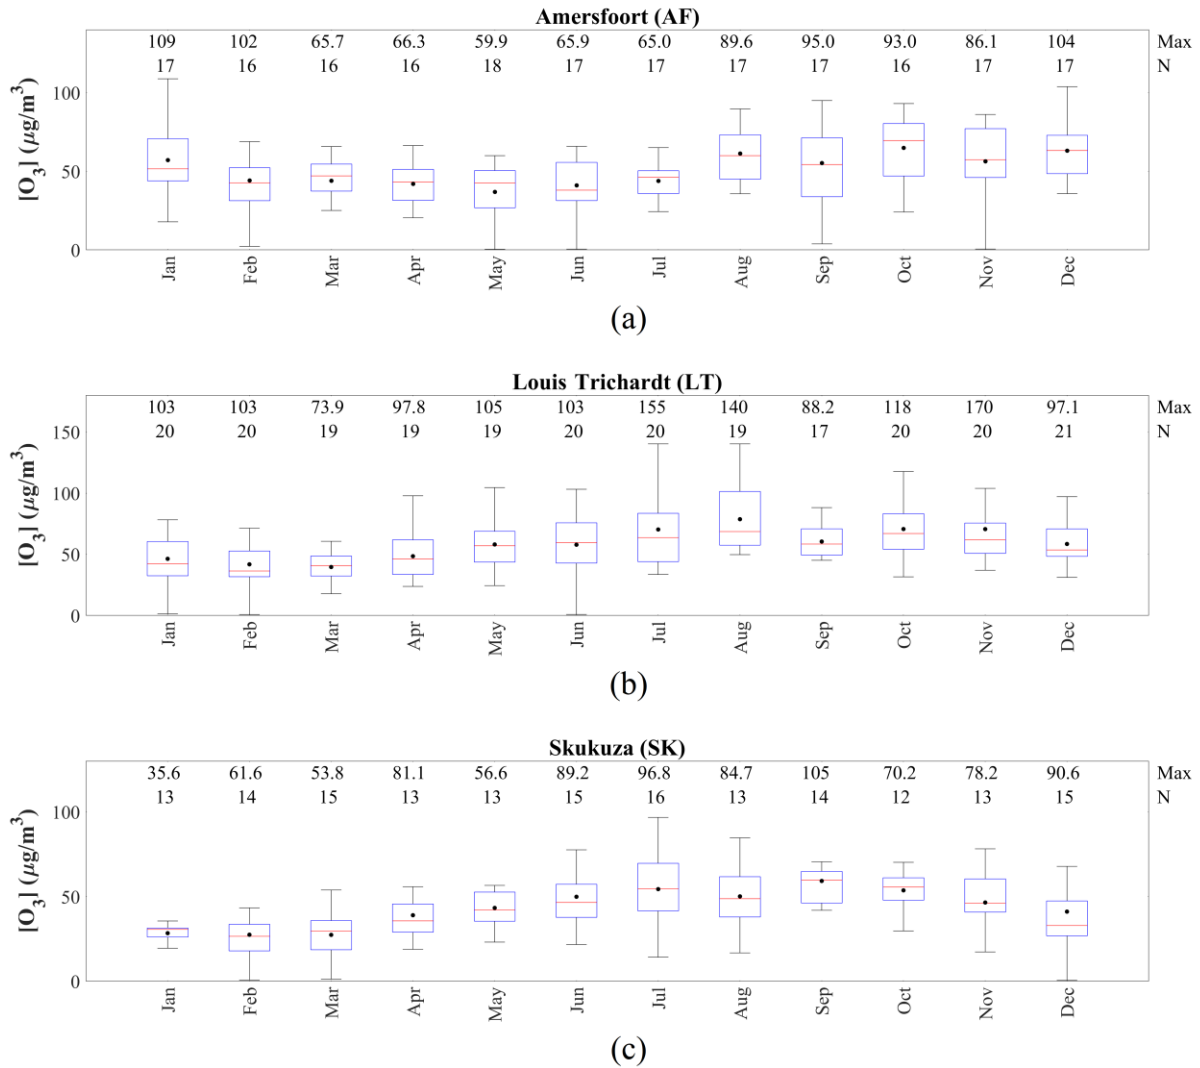 Amersfoort (AF)
109 102 65.7 66.3 59.9 65.9 65.0 89.6 95.0 93.0 86.1 104 Max
17 16 16 16 18 17 17 17 17 16 17 17 N
[O3] (μg/m³)
100
50
0
Jan Feb Mar Apr May Jun Jul Aug Sep Oct Nov Dec
(a)
Louis Trichardt (LT)
103 103 73.9 97.8 105 103 155 140 88.2 118 170 97.1 Max
20 20 19 19 19 20 20 19 17 20 20 21 N
[O3] (μg/m³)
150
100
50
0
Jan Feb Mar Apr May Jun Jul Aug Sep Oct Nov Dec
(b)
Skukuza (SK)
35.6 61.6 53.8 81.1 56.6 89.2 96.8 84.7 105 70.2 78.2 90.6 Max
13 14 15 13 13 15 16 13 14 12 13 15 N
[O3] (μg/m³)
100
50
0
Jan Feb Mar Apr May Jun Jul Aug Sep Oct Nov Dec
(c)